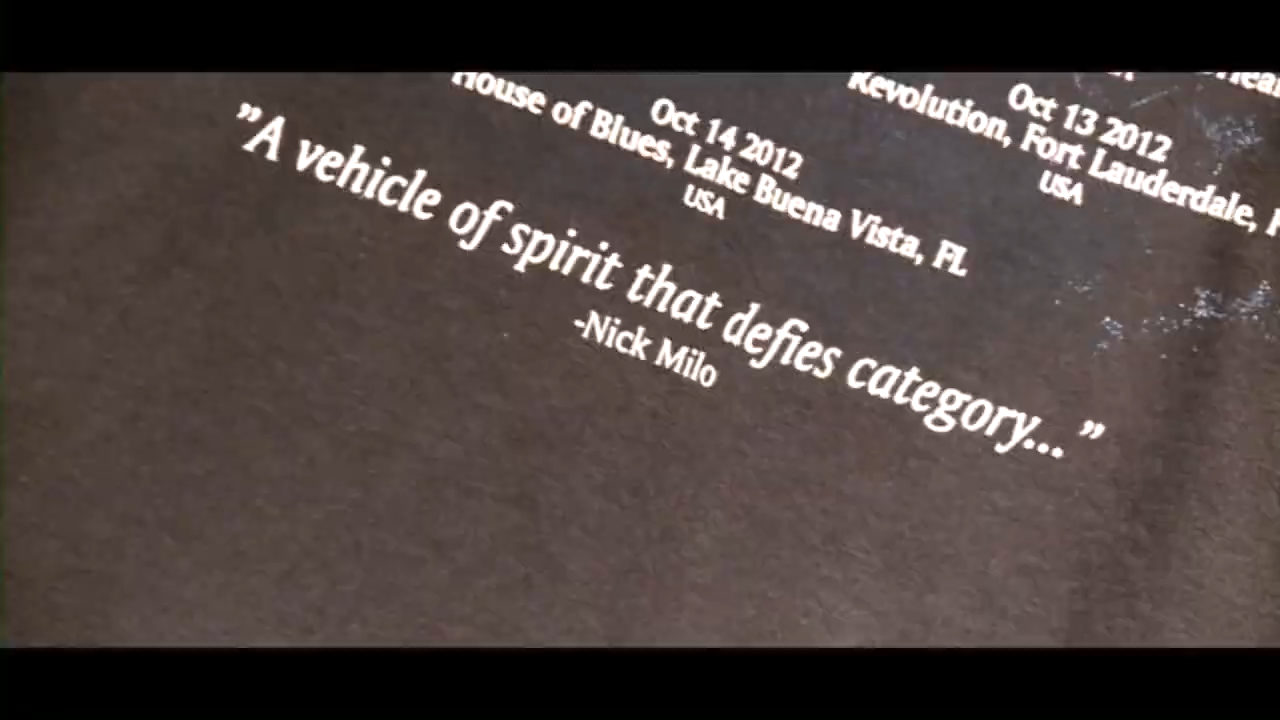 Oct 14 2012
House of Blues, Lake Buena Vista, FL
USA
Oct 13 2012
Revolution, Fort Lauderdale,
USA
”A vehicle of spirit that defies category... ”
-Nick Milo